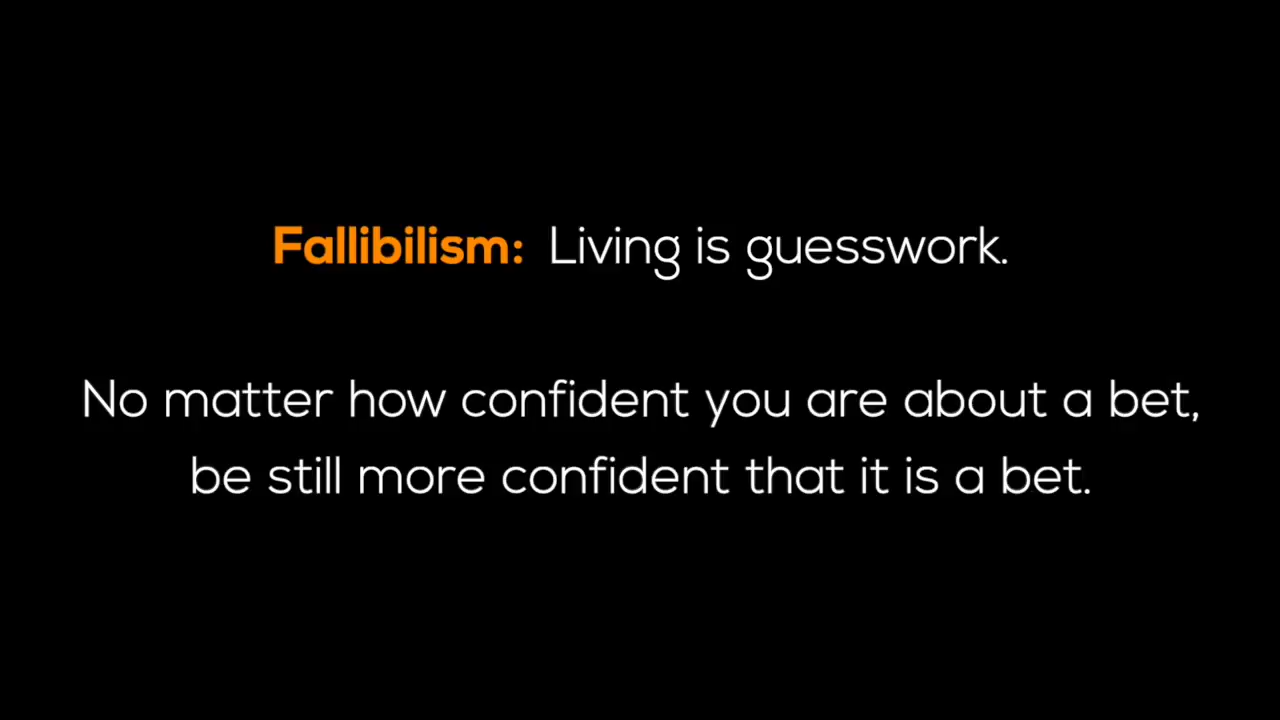 Fallibilism: Living is guesswork.
No matter how confident you are about a bet,
be still more confident that it is a bet.